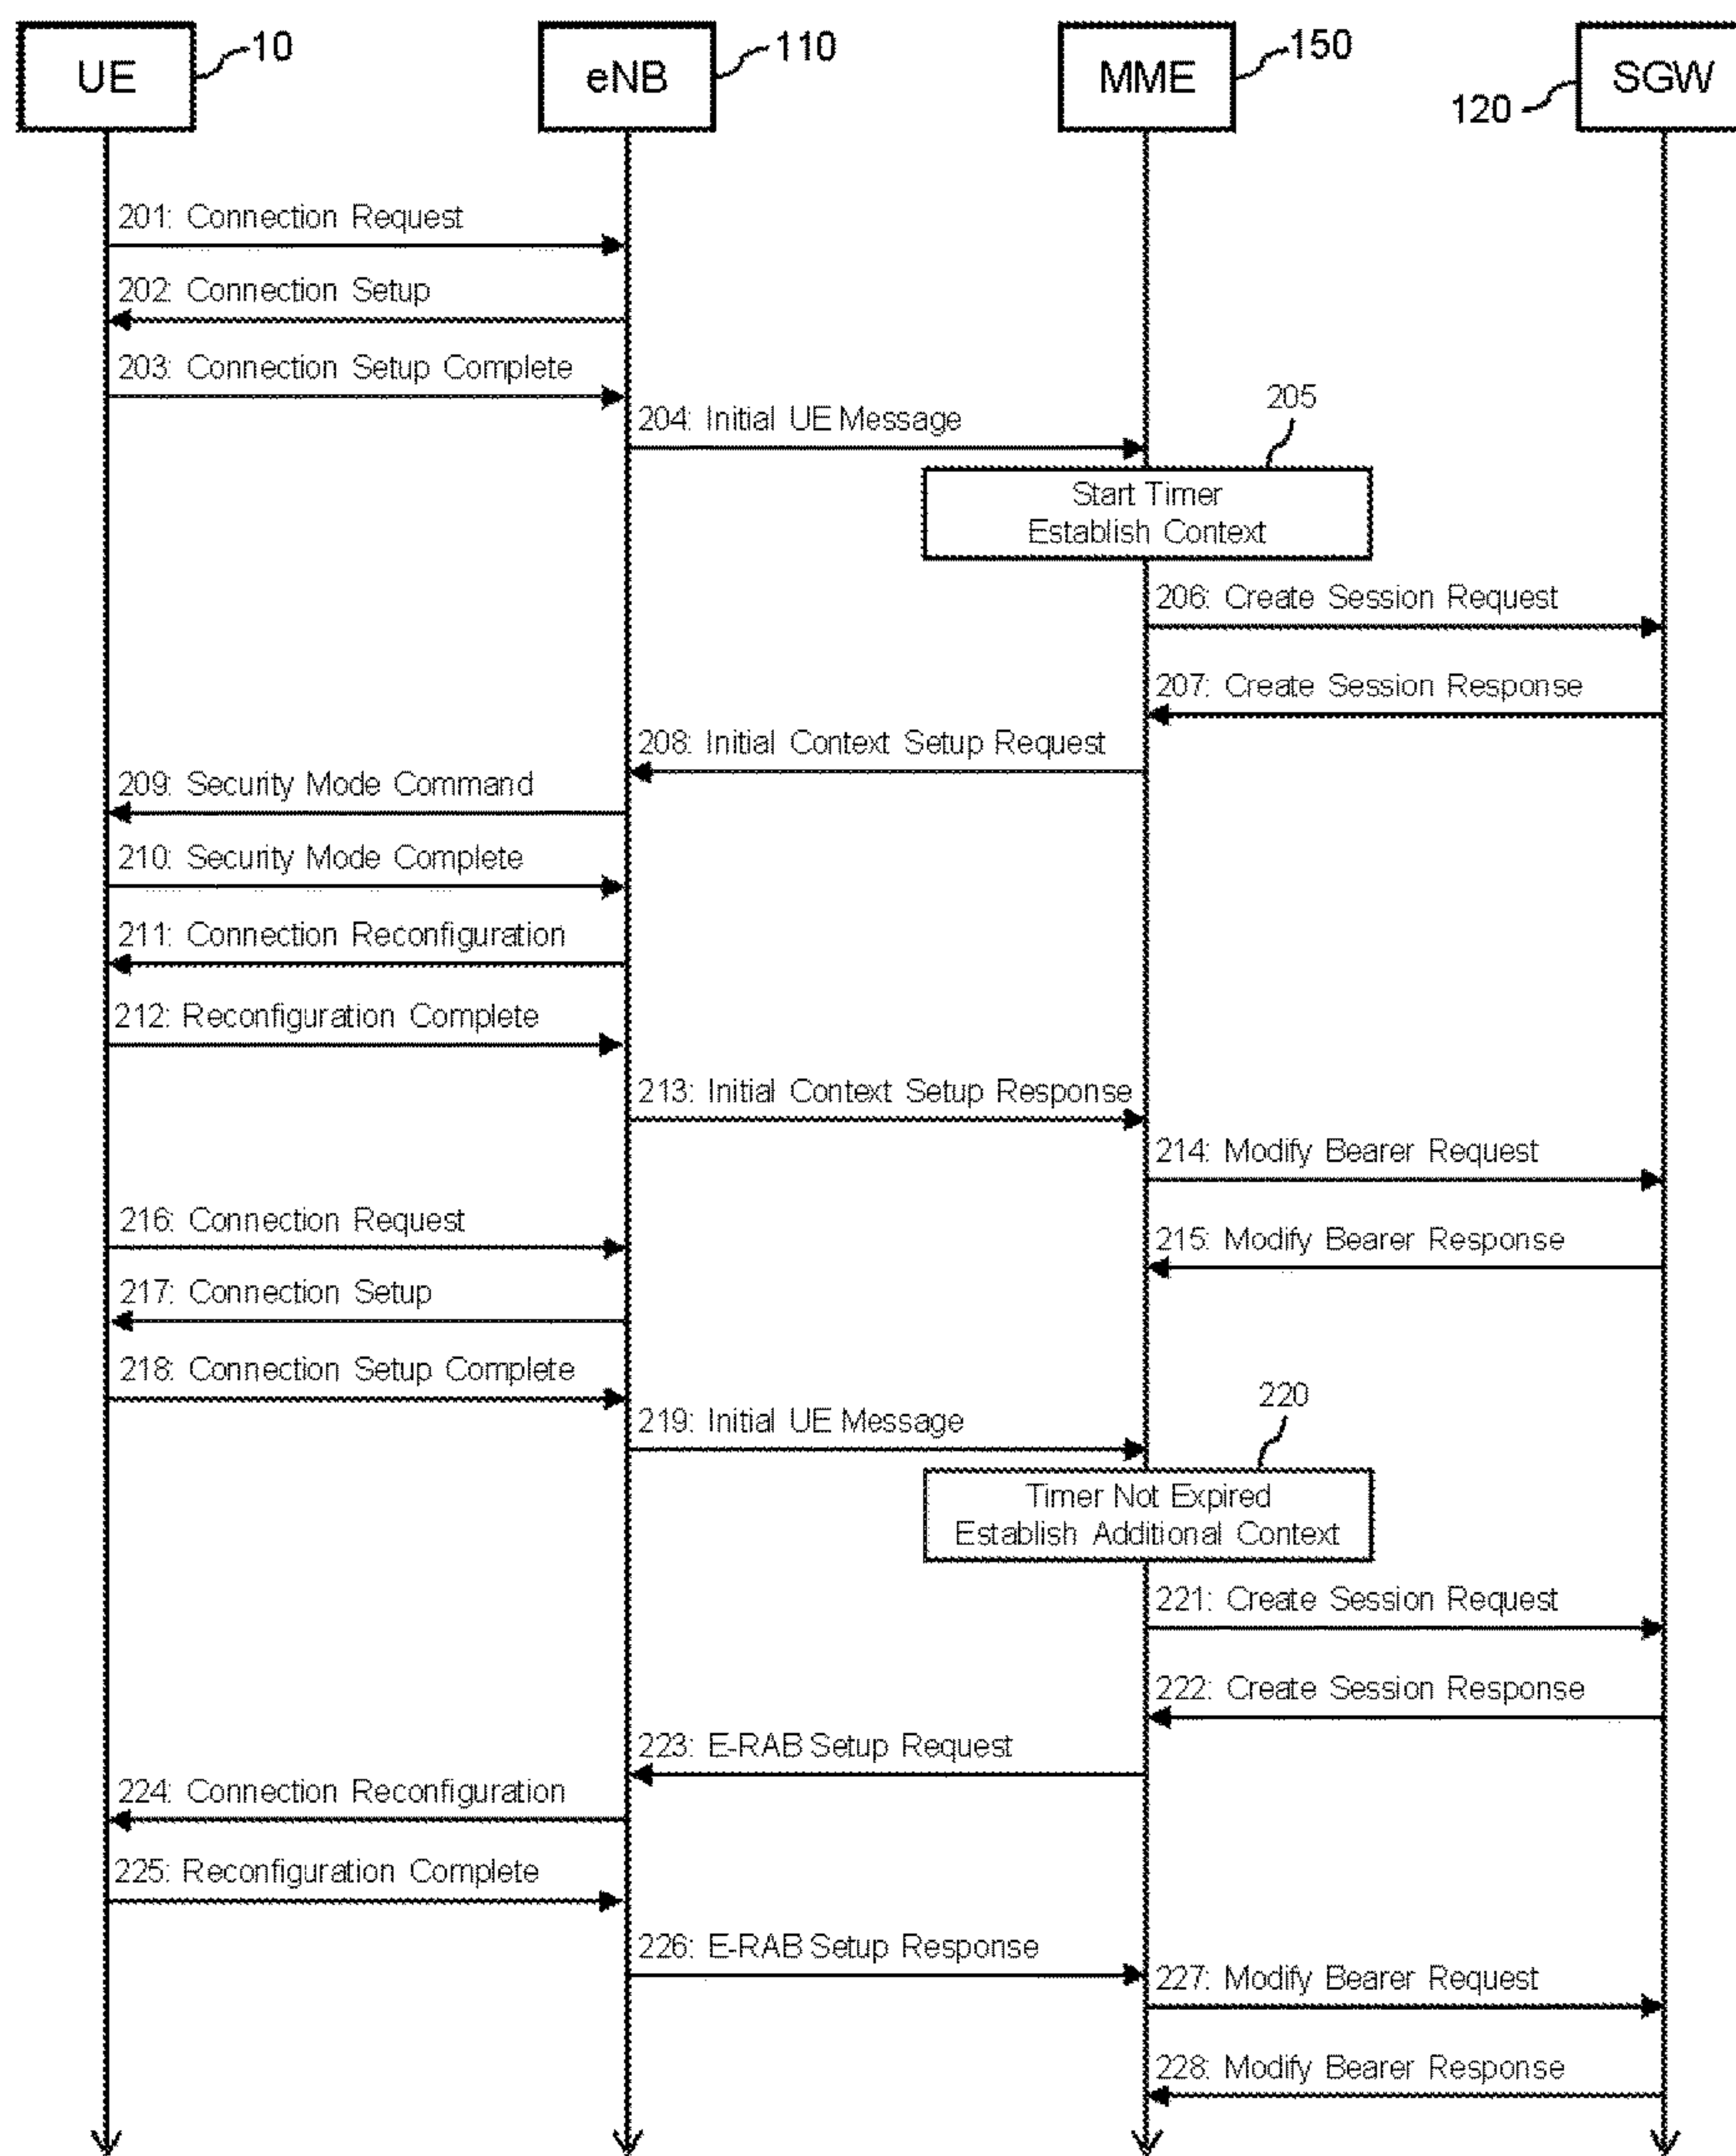 UE
10
eNB
110
MME
150
SGW
120
201: Connection Request
202: Connection Setup
203: Connection Setup Complete
204: Initial UE Message
205
Start Timer
Establish Context
206: Create Session Request
207: Create Session Response
208: Initial Context Setup Request
209: Security Mode Command
210: Security Mode Complete
211: Connection Reconfiguration
212: Reconfiguration Complete
213: Initial Context Setup Response
214: Modify Bearer Request
216: Connection Request
215: Modify Bearer Response
217: Connection Setup
218: Connection Setup Complete
219: Initial UE Message
220
Timer Not Expired
Establish Additional Context
221: Create Session Request
222: Create Session Response
223: E-RAB Setup Request
224: Connection Reconfiguration
225: Reconfiguration Complete
226: E-RAB Setup Response
227: Modify Bearer Request
228: Modify Bearer Response